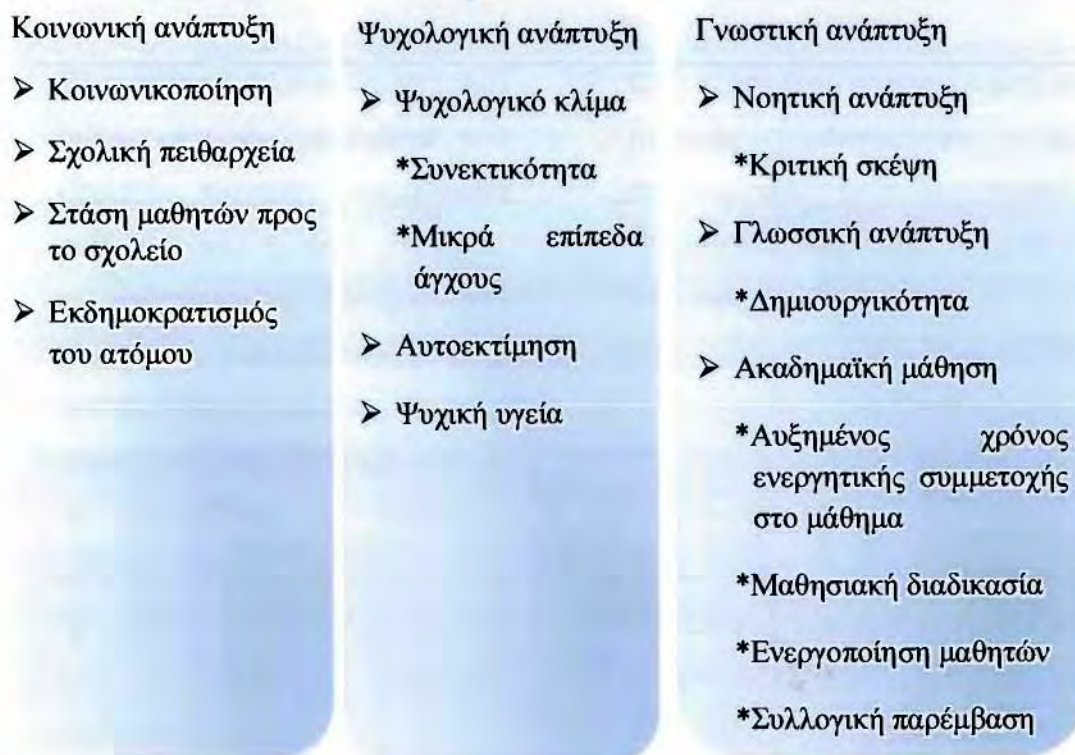 Κοινωνική ανάπτυξη
➢ Κοινωνικοποίηση
➢ Σχολική πειθαρχεία
➢ Στάση μαθητών προς
το σχολείο
➢ Εκδημοκρατισμός
του ατόμου
Ψυχολογική ανάπτυξη
➢ Ψυχολογικό κλίμα
*Συνεκτικότητα
*Μικρά επίπεδα
άγχους
➢ Αυτοεκτίμηση
➢ Ψυχική υγεία
Γνωστική ανάπτυξη
➢ Νοητική ανάπτυξη
*Κριτική σκέψη
➢ Γλωσσική ανάπτυξη
*Δημιουργικότητα
➢ Ακαδημαϊκή μάθηση
*Αυξημένος χρόνος
ενεργητικής συμμετοχής
στο μάθημα
*Μαθησιακή διαδικασία
*Ενεργοποίηση μαθητών
*Συλλογική παρέμβαση